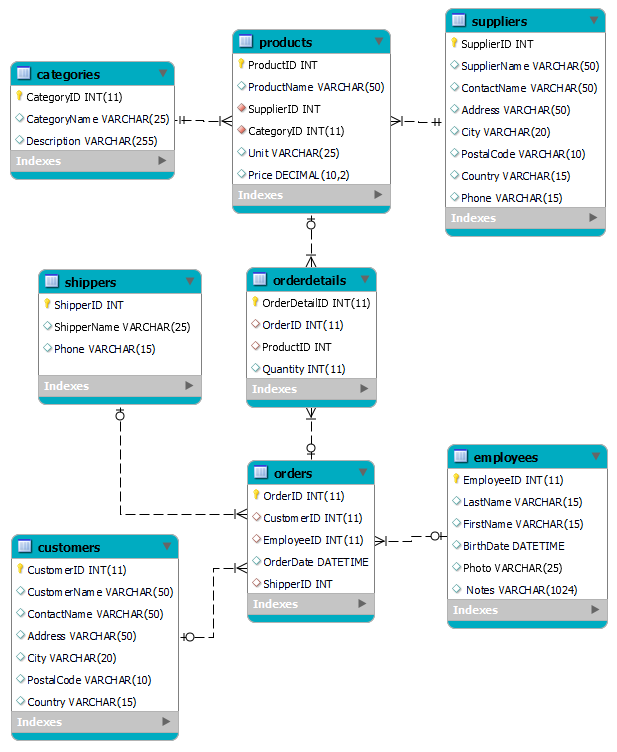 categories
CategoryID INT(11)
CategoryName VARCHAR(25)
Description VARCHAR(255)
Indexes
products
ProductID INT
ProductName VARCHAR(50)
SupplierID INT
CategoryID INT(11)
Unit VARCHAR(25)
Price DECIMAL(10,2)
Indexes
suppliers
SupplierID INT
SupplierName VARCHAR(50)
ContactName VARCHAR(50)
Address VARCHAR(50)
City VARCHAR(20)
PostalCode VARCHAR(10)
Country VARCHAR(15)
Phone VARCHAR(15)
Indexes
shippers
ShipperID INT
ShipperName VARCHAR(25)
Phone VARCHAR(15)
Indexes
orderdetails
OrderDetailID INT(11)
OrderID INT(11)
ProductID INT
Quantity INT(11)
Indexes
orders
OrderID INT(11)
CustomerID INT(11)
EmployeeID INT(11)
OrderDate DATETIME
ShipperID INT
Indexes
employees
EmployeeID INT(11)
LastName VARCHAR(15)
FirstName VARCHAR(15)
BirthDate DATETIME
Photo VARCHAR(25)
Notes VARCHAR(1024)
Indexes
customers
CustomerID INT(11)
CustomerName VARCHAR(50)
ContactName VARCHAR(50)
Address VARCHAR(50)
City VARCHAR(20)
PostalCode VARCHAR(10)
Country VARCHAR(15)
Indexes